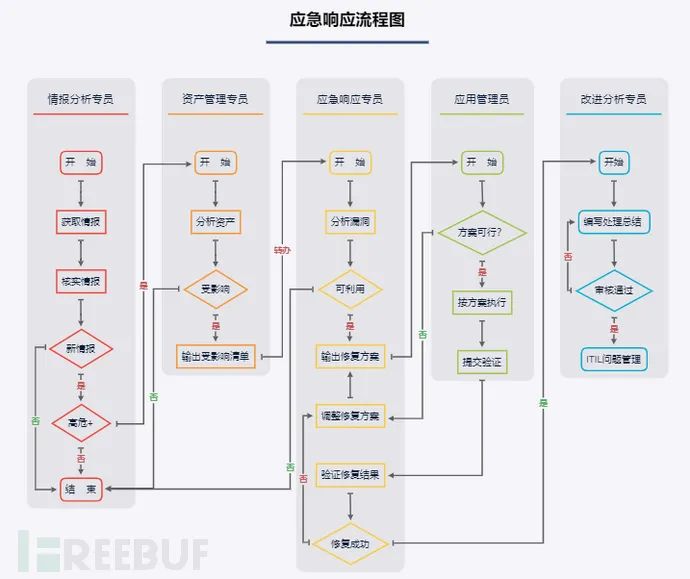 应急响应流程图
情报分析专员
资产管理专员
应急响应专员
应用管理员
改进分析专员
开 始
获取情报
核实情报
新情报
是
否
高危+
是
否
结 束
开 始
分析资产
受影响
是
否
输出受影响清单
转办
开 始
分析漏洞
可利用
是
否
输出修复方案
调整修复方案
验证修复结果
否
修复成功
是
开 始
方案可行?
是
否
按方案执行
提交验证
开始
编写处理总结
否
审核通过
是
ITIL问题管理
FREEBUF